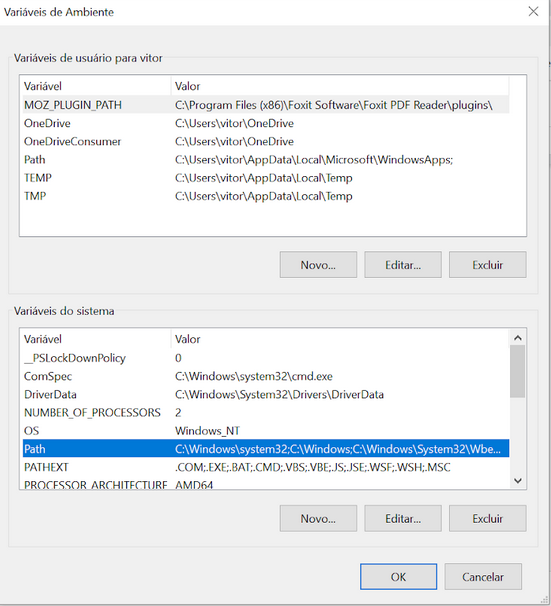 Variáveis de Ambiente
Variáveis de usuário para vitor
Variável Valor
MOZ_PLUGIN_PATH C:\Program Files (x86)\Foxit Software\Foxit PDF Reader\plugins\
OneDrive C:\Users\vitor\OneDrive
OneDriveConsumer C:\Users\vitor\OneDrive
Path C:\Users\vitor\AppData\Local\Microsoft\WindowsApps;
TEMP C:\Users\vitor\AppData\Local\Temp
TMP C:\Users\vitor\AppData\Local\Temp
Novo... Editar... Excluir
Variáveis do sistema
Variável Valor
__PSLockDownPolicy 0
ComSpec C:\Windows\system32\cmd.exe
DriverData C:\Windows\System32\Drivers\DriverData
NUMBER_OF_PROCESSORS 2
OS Windows_NT
Path C:\Windows\system32;C:\Windows;C:\Windows\System32\Wbe...
PATHEXT .COM;.EXE;.BAT;.CMD;.VBS;.VBE;.JS;.JSE;.WSF;.WSH;.MSC
PROCESSOR_ARCHITECTURE AMD64
Novo... Editar... Excluir
OK Cancelar